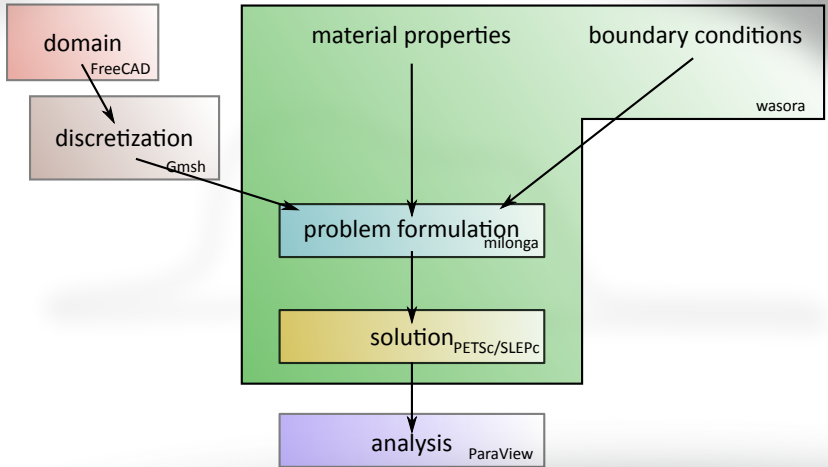 domain
FreeCAD
material properties
boundary conditions
wasora
discretization
Gmsh
problem formulation
milonga
solution
PETSc/SLEPc
analysis
ParaView